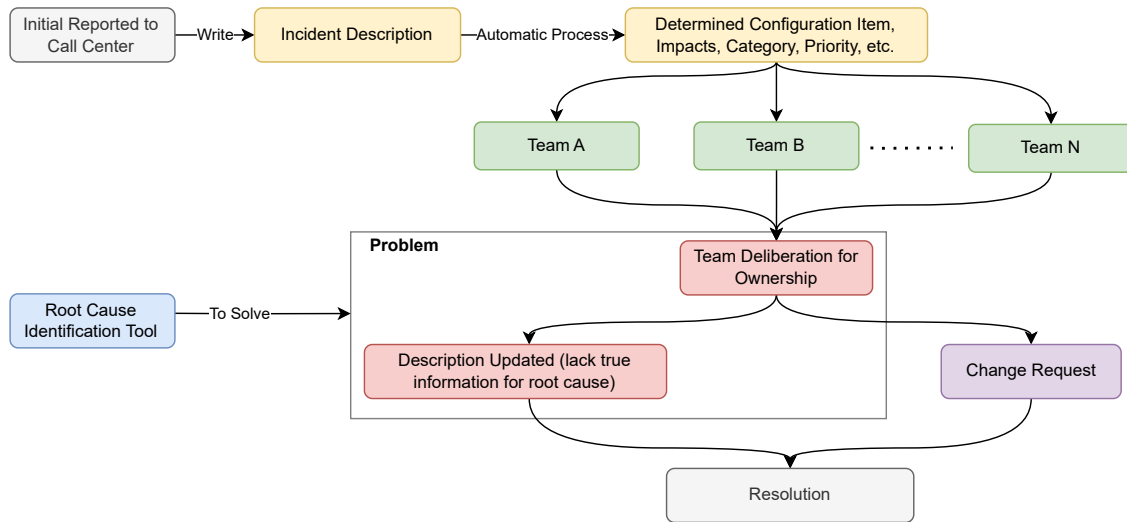 Initial Reported to
Call Center
Write
Incident Description
Automatic Process
Determined Configuration Item,
Impacts, Category, Priority, etc.
Team A
Team B
Team N
Problem
Team Deliberation for
Ownership
Root Cause
Identification Tool
To Solve
Description Updated (lack true
information for root cause)
Change Request
Resolution